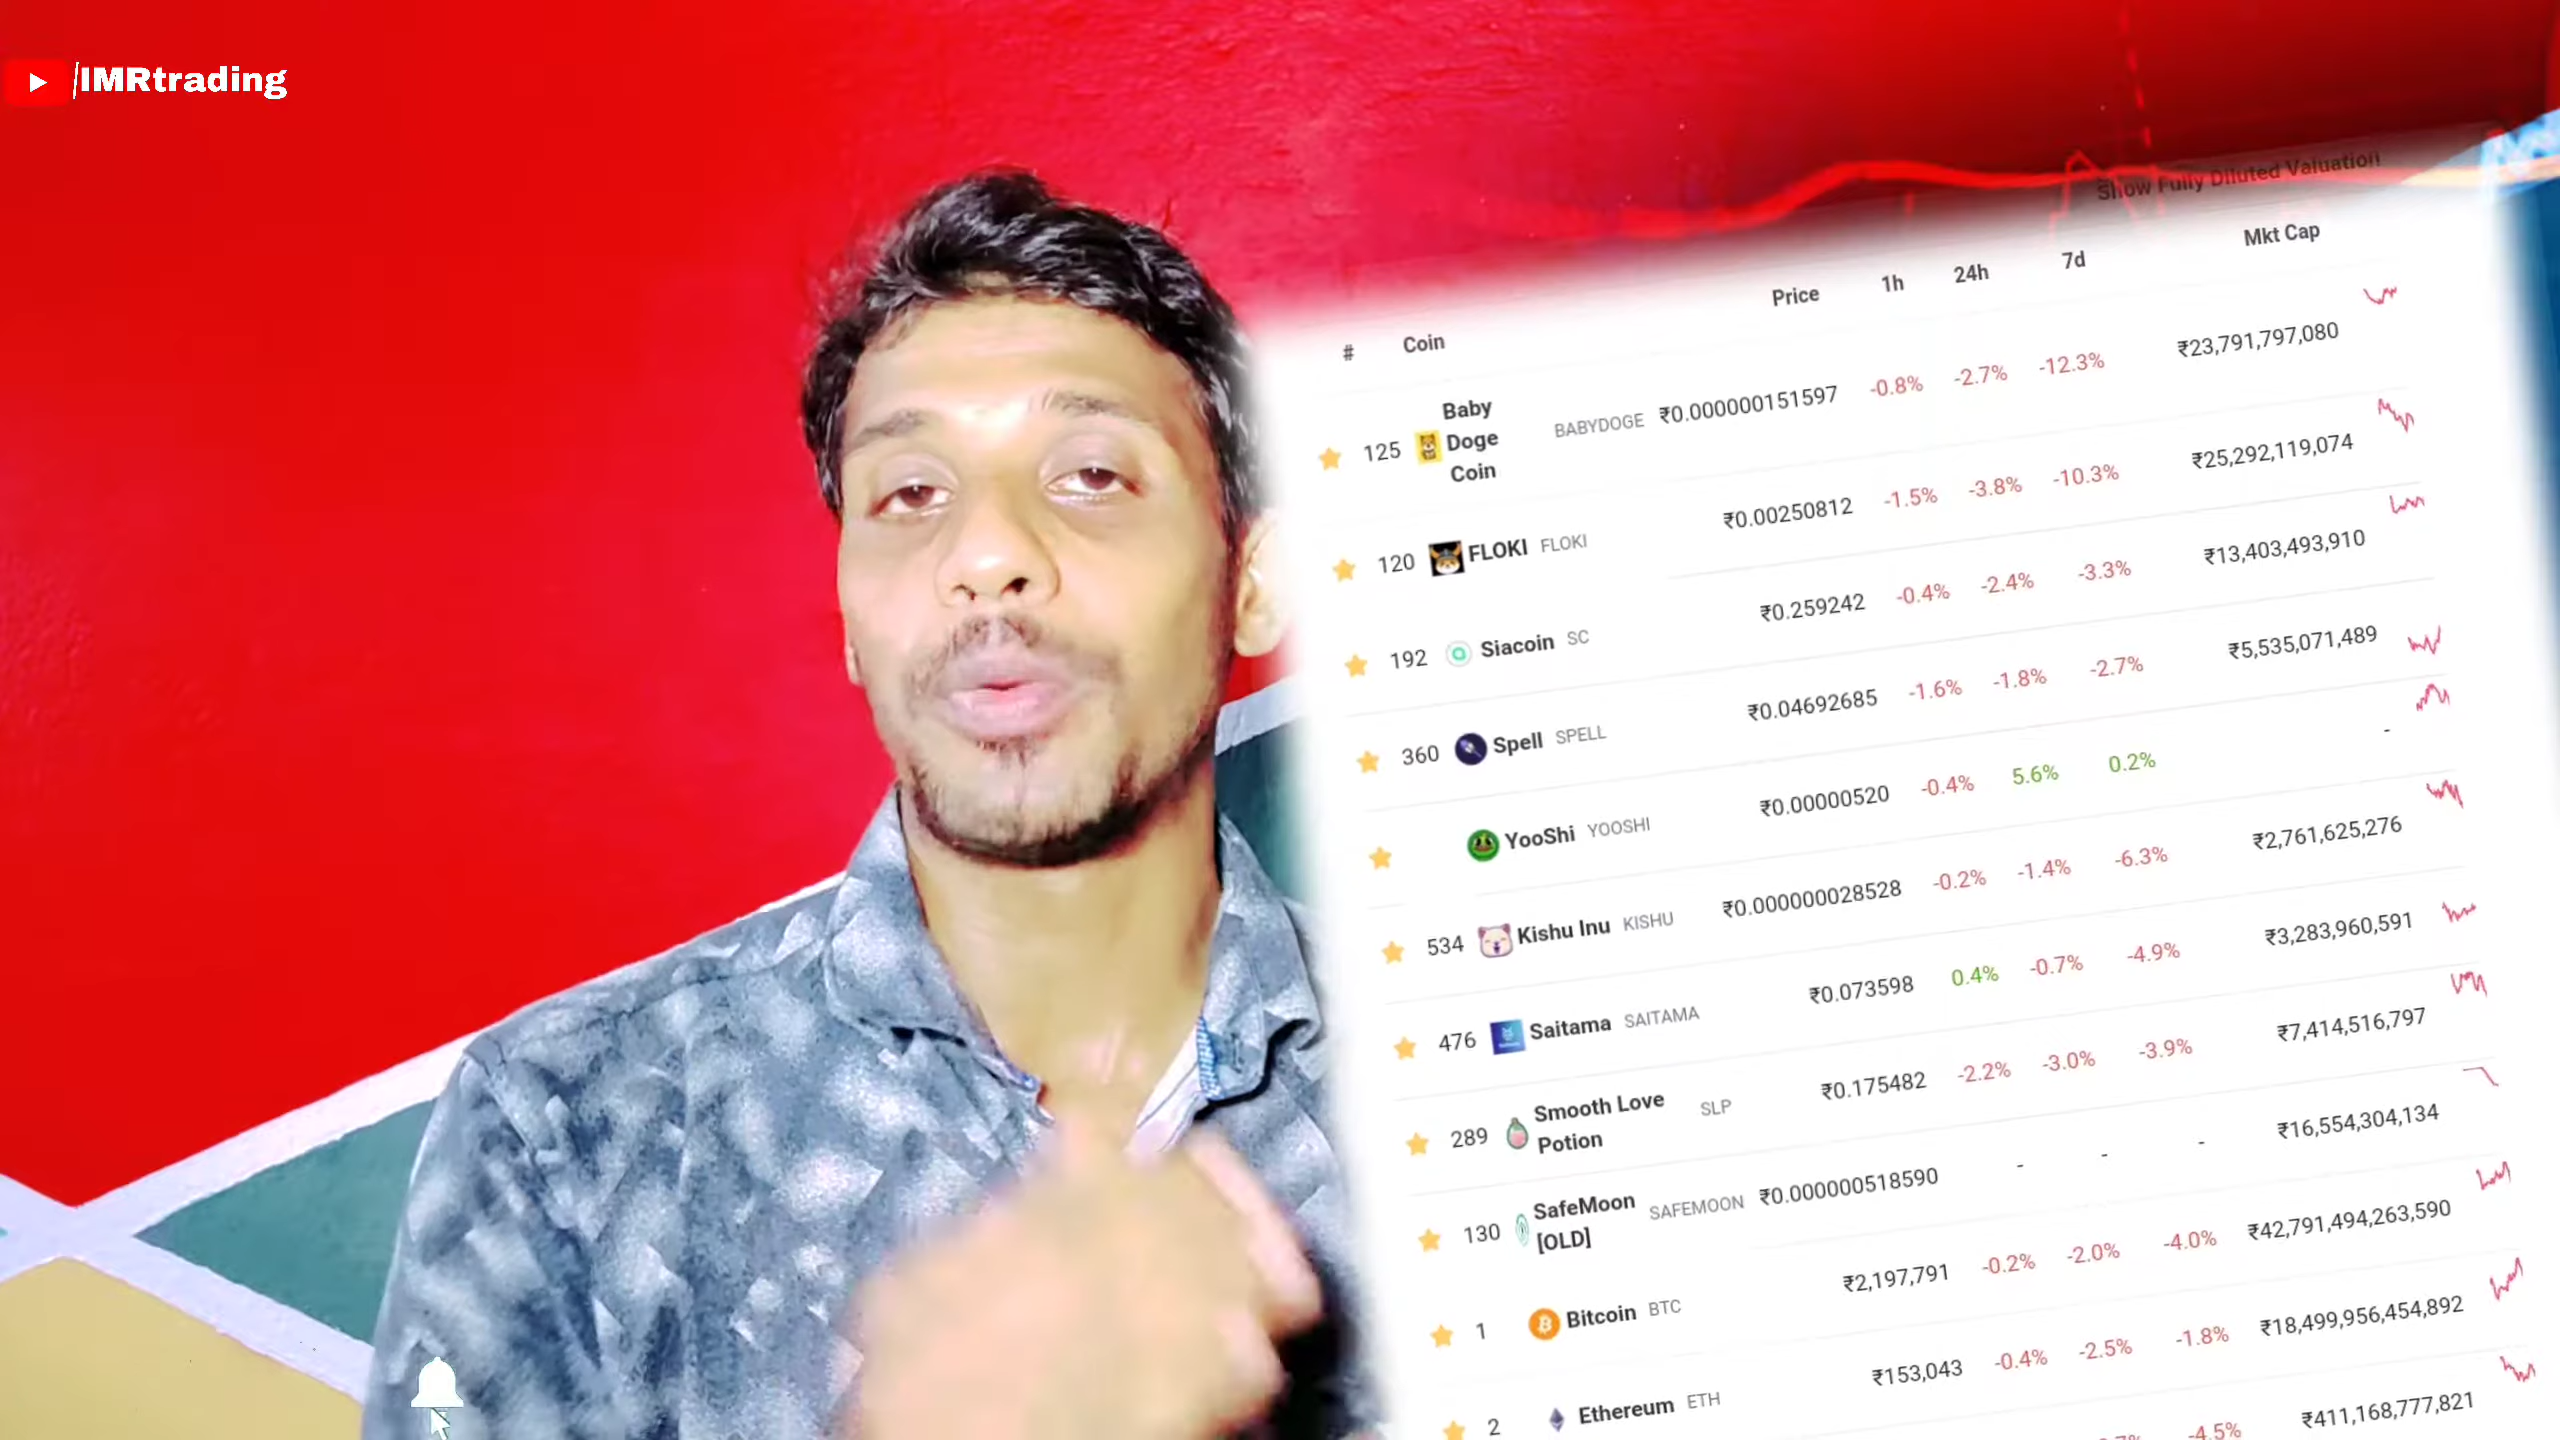 /IMRtrading
Show Fully Diluted Valuation
# Coin Price 1h 24h 7d Mkt Cap
125 Baby Doge Coin BABYDOGE ₹0.000000151597 -0.8% -2.7% -12.3% ₹23,791,797,080
120 FLOKI FLOKI ₹0.00250812 -1.5% -3.8% -10.3% ₹25,292,119,074
192 Siacoin SC ₹0.259242 -0.4% -2.4% -3.3% ₹13,403,493,910
360 Spell SPELL ₹0.04692685 -1.6% -1.8% -2.7% ₹5,535,071,489
YooShi YOOSHI ₹0.00000520 -0.4% 5.6% 0.2% -
534 Kishu Inu KISHU ₹0.000000028528 -0.2% -1.4% -6.3% ₹2,761,625,276
476 Saitama SAITAMA ₹0.073598 0.4% -0.7% -4.9% ₹3,283,960,591
289 Smooth Love Potion SLP ₹0.175482 -2.2% -3.0% -3.9% ₹7,414,516,797
130 SafeMoon [OLD] SAFEMOON ₹0.000000518590 - - - ₹16,554,304,134
1 Bitcoin BTC ₹2,197,791 -0.2% -2.0% -4.0% ₹42,791,494,263,590
2 Ethereum ETH ₹153,043 -0.4% -2.5% -1.8% ₹18,499,956,454,892
-4.5% ₹411,168,777,821